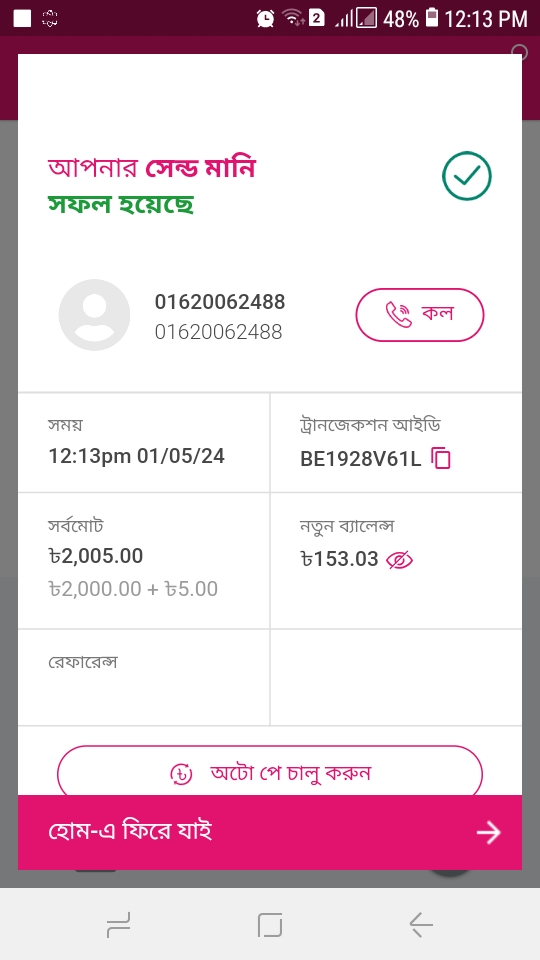 2 48% 12:13 PM
আপনার সেন্ড মানি
সফল হয়েছে
01620062488
01620062488
কল
সময়
12:13pm 01/05/24
ট্রানজেকশন আইডি
BE1928V61L
সর্বমোট
৳2,005.00
৳2,000.00 + ৳5.00
নতুন ব্যালেন্স
৳153.03
রেফারেন্স
অটো পে চালু করুন
হোম-এ ফিরে যাই